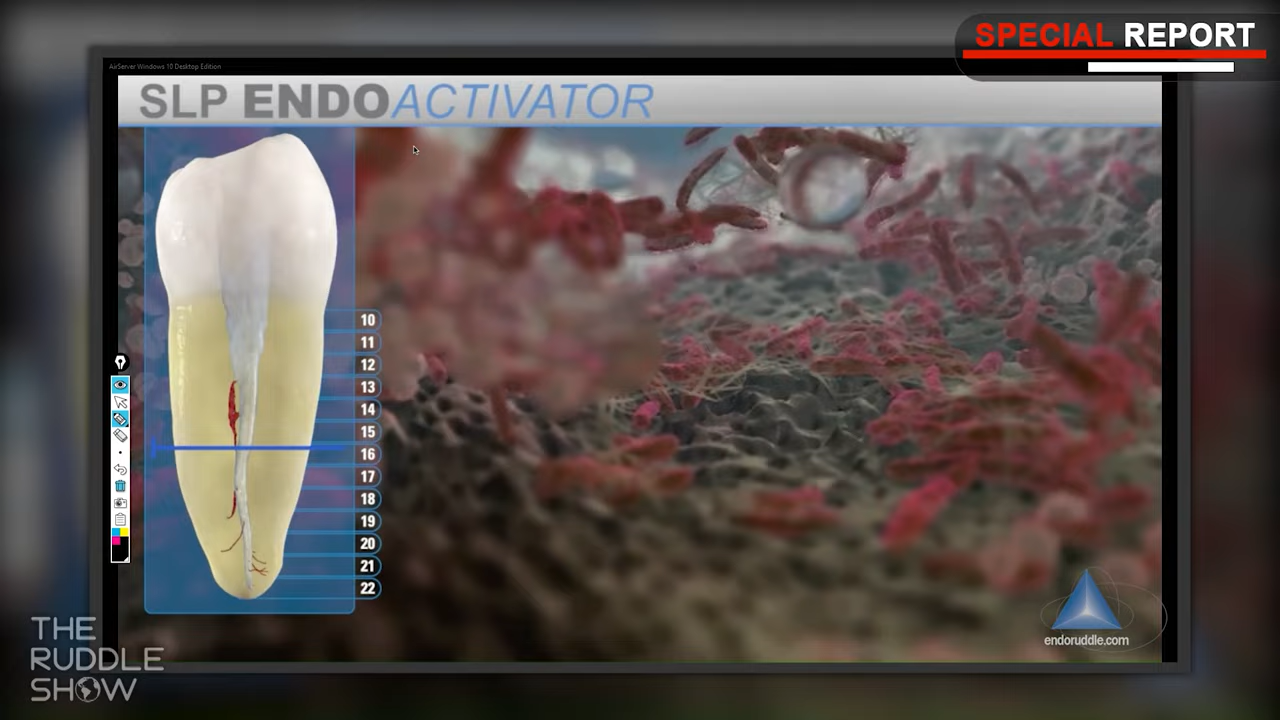 SPECIAL REPORT
AirServer Windows 10 Desktop Edition
SLP ENDOACTIVATOR
10
11
12
13
14
15
16
17
18
19
20
21
22
endoruddle.com
THE
RUDDLE
SHOW